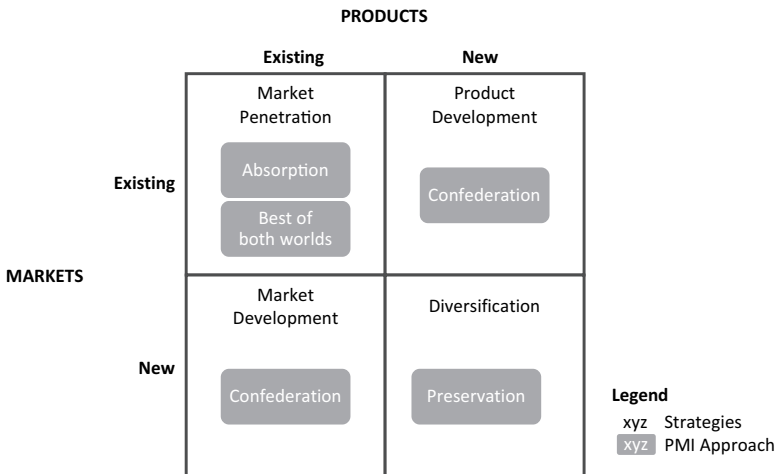 PRODUCTS
Existing
New
Market
Penetration
Product
Development
Existing
Absorption
Best of
both worlds
Confederation
MARKETS
Market
Development
Diversification
New
Confederation
Preservation
Legend
xyz Strategies
xyz PMI Approach